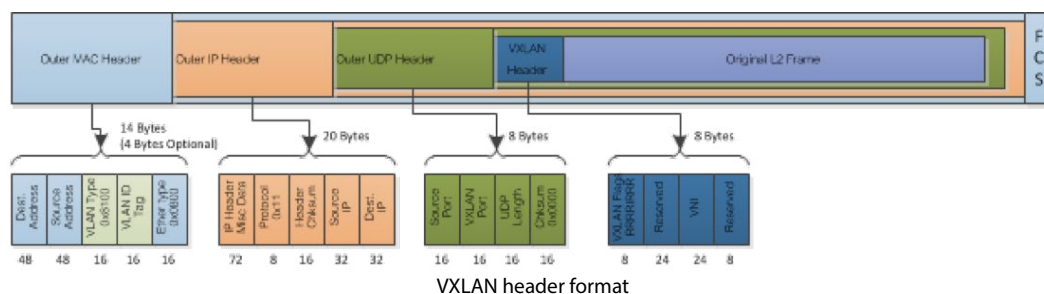 Outer MAC Header
Outer IP Header
Outer UDP Header
VXLAN
Header
Original L2 Frame
F
C
S
14 Bytes
(4 Bytes Optional)
20 Bytes
8 Bytes
8 Bytes
Dest.
Address
Source
Address
VLAN Type
0x8100
VLAN ID
Tag
Ether type
0x0800
IP Header
Misc Data
Protocol
0x11
Header
Chksum
Source
IP
Dest.
IP
Source
Port
VXLAN
Port
UDP
Length
Chksum
0x0000
VXLAN Flags
RRRRIRRR
Reserved
VNI
Reserved
48 48 16 16 16
72 8 16 32 32
16 16 16 16
8 24 24 8
VXLAN header format